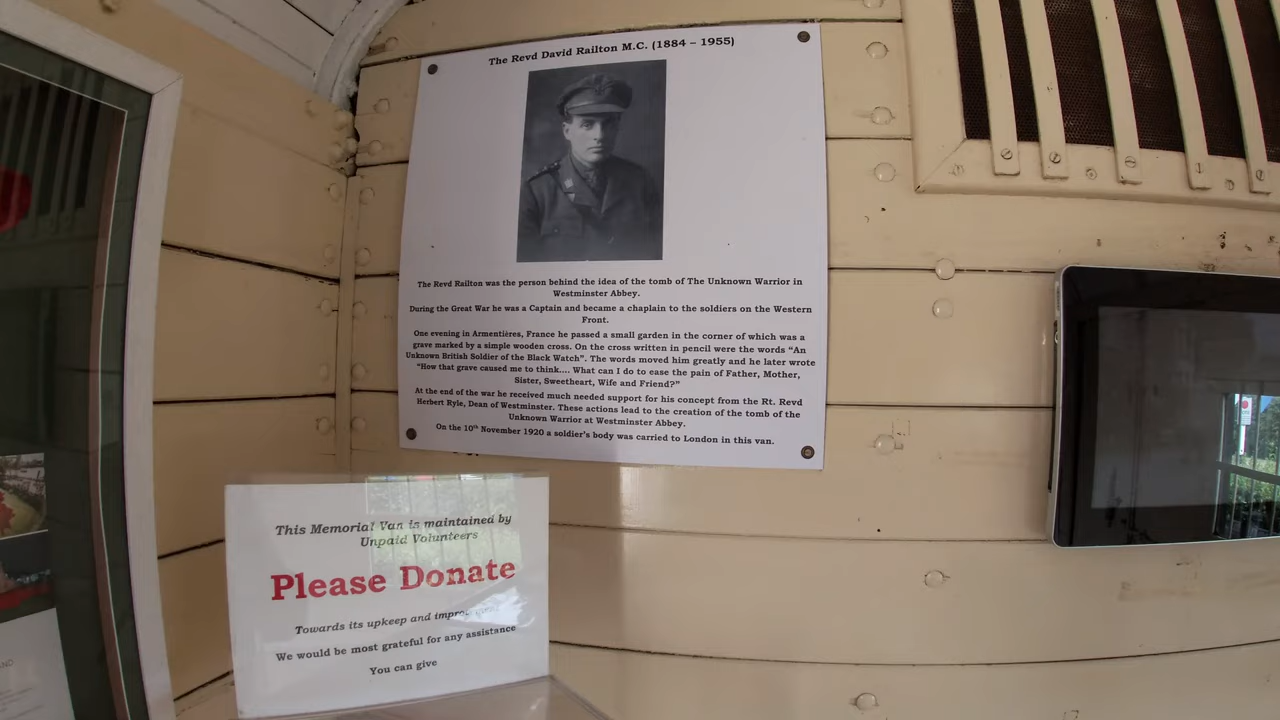 The Revd David Railton M.C. (1884 – 1955)
The Revd Railton was the person behind the idea of the tomb of The Unknown Warrior in
Westminster Abbey.
During the Great War he was a Captain and became a chaplain to the soldiers on the Western
Front.
One evening in Armentières, France he passed a small garden in the corner of which was a
grave marked by a simple wooden cross. On the cross written in pencil were the words “An
Unknown British Soldier of the Black Watch”. The words moved him greatly and he later wrote
“How that grave caused me to think.... What can I do to ease the pain of Father, Mother,
Sister, Sweetheart, Wife and Friend?”
At the end of the war he received much needed support for his concept from the Rt. Revd
Herbert Ryle, Dean of Westminster. These actions lead to the creation of the tomb of the
Unknown Warrior at Westminster Abbey.
On the 10th November 1920 a soldier’s body was carried to London in this van.
This Memorial Van is maintained by
Unpaid Volunteers
Please Donate
Towards its upkeep and
We would be most grateful for any assistance
You can give